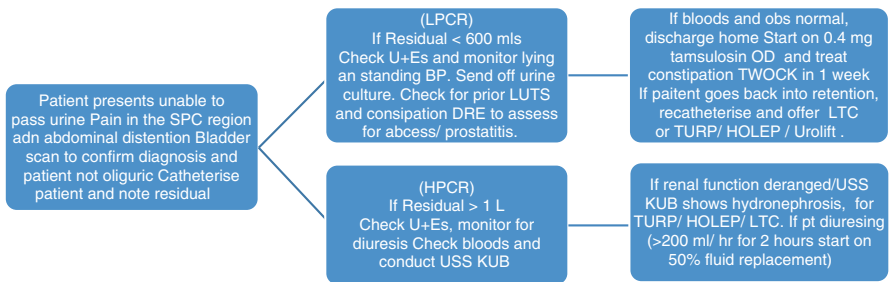 Patient presents unable to
pass urine Pain in the SPC region
adn abdominal distention Bladder
scan to confirm diagnosis and
patient not oliguric Catheterise
patient and note residual
(LPCR)
If Residual < 600 mls
Check U+Es and monitor lying
an standing BP. Send off urine
culture. Check for prior LUTS
and consipation DRE to assess
for abcess/ prostatitis.
If bloods and obs normal,
discharge home Start on 0.4 mg
tamsulosin OD and treat
constipation TWOCK in 1 week
If paitent goes back into retention,
recatheterise and offer LTC
or TURP/ HOLEP / Urolift .
(HPCR)
If Residual > 1 L
Check U+Es, monitor for
diuresis Check bloods and
conduct USS KUB
If renal function deranged/USS
KUB shows hydronephrosis, for
TURP/ HOLEP/ LTC. If pt diuresing
(>200 ml/ hr for 2 hours start on
50% fluid replacement)